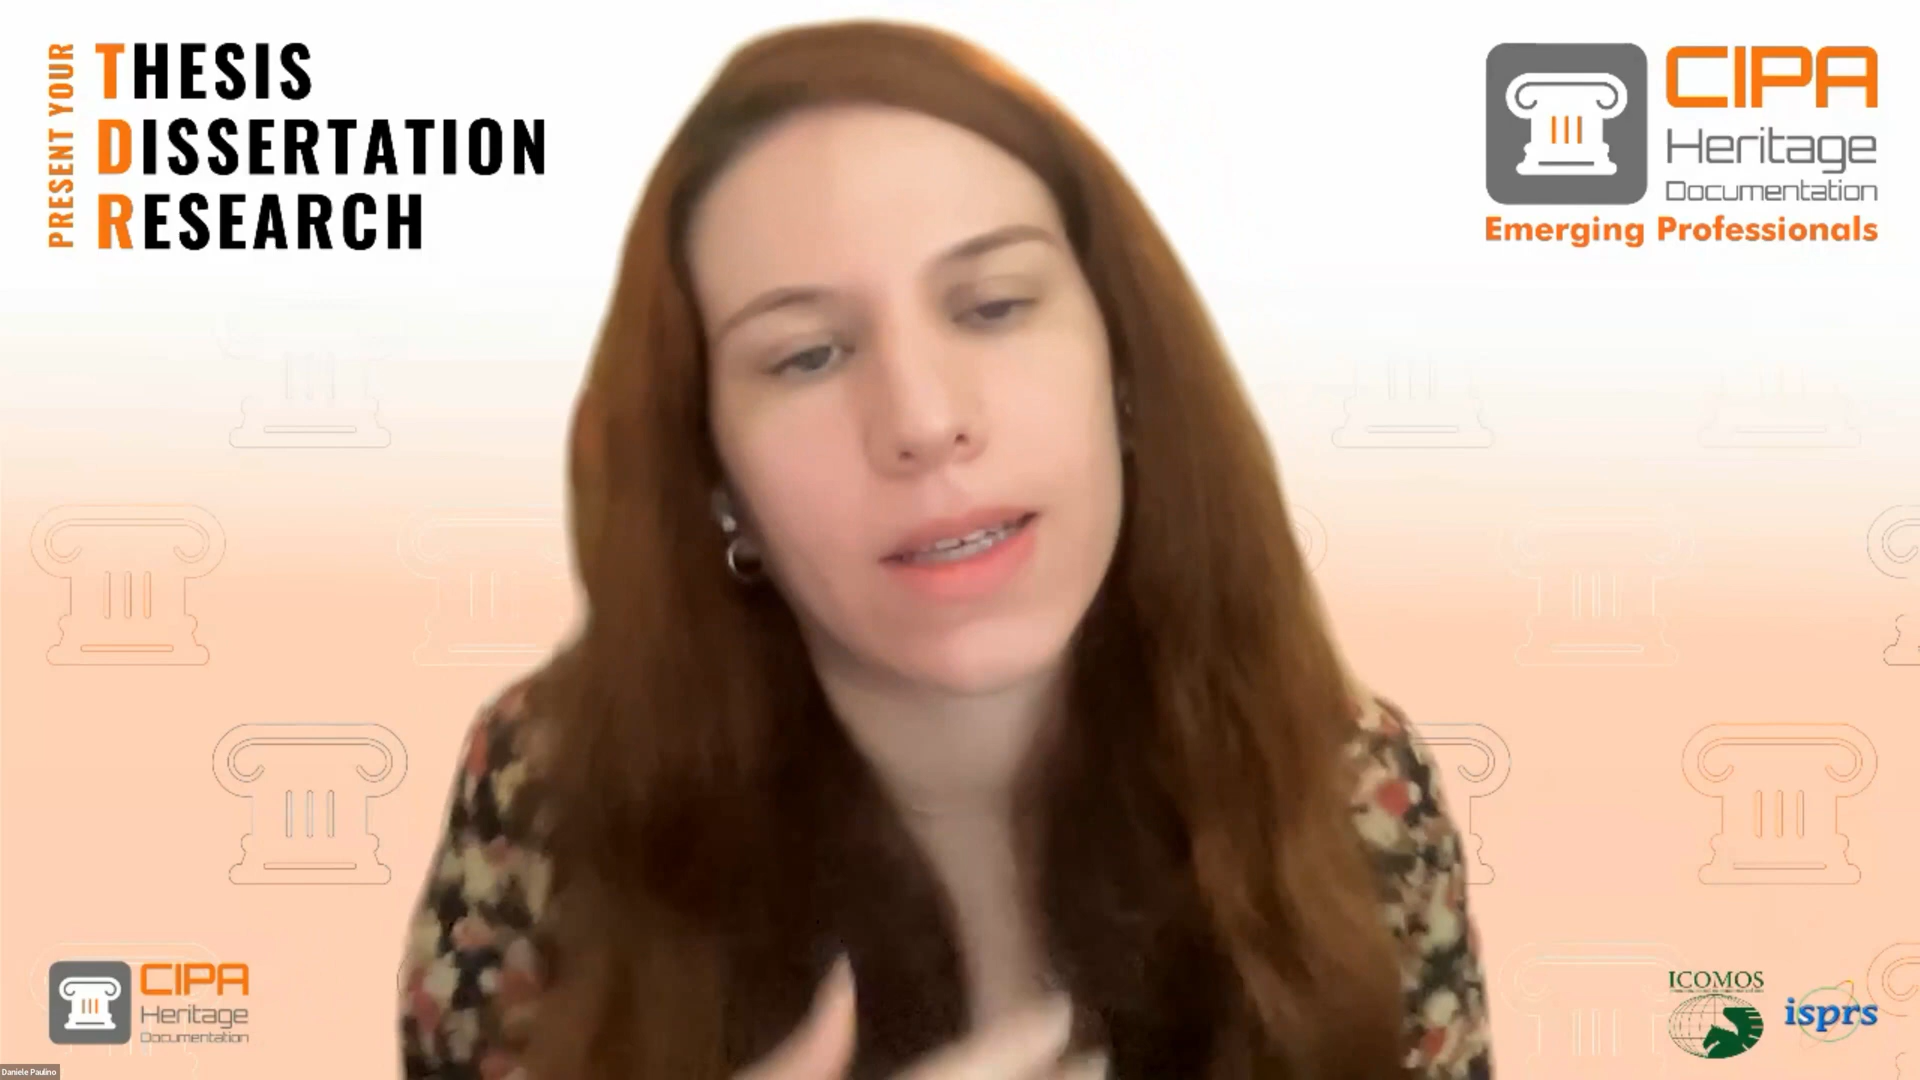 PRESENT YOUR
THESIS
DISSERTATION
RESEARCH
CIPA
Heritage
Documentation
Emerging Professionals
CIPA
Heritage
Documentation
ICOMOS
isprs
Daniele Paulino